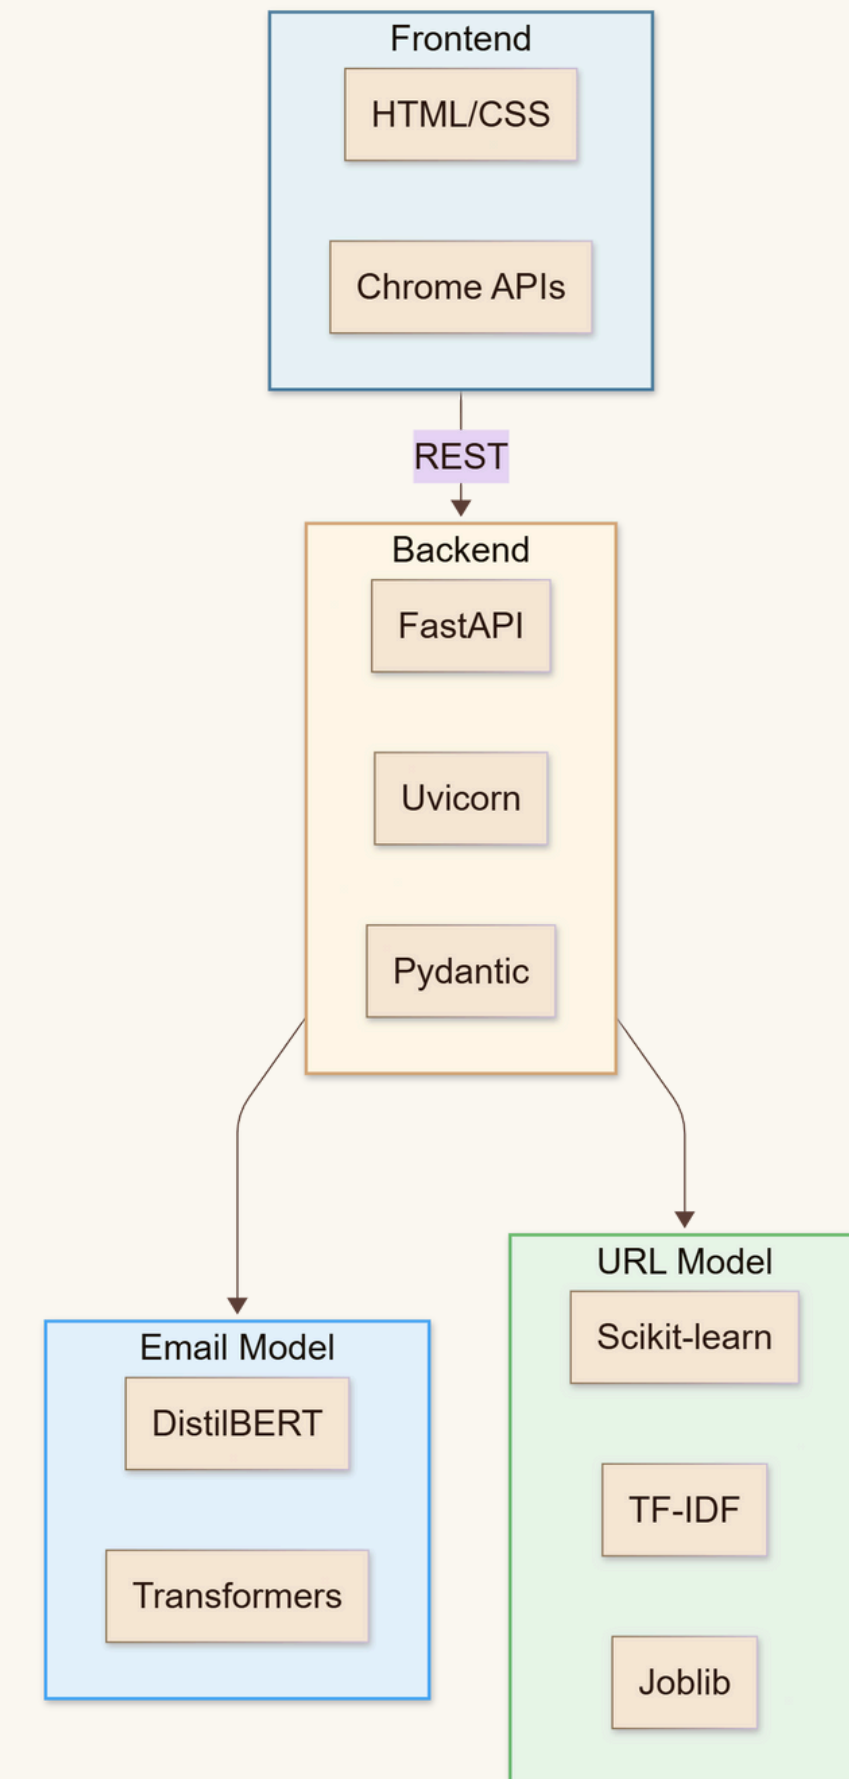 Frontend
HTML/CSS
Chrome APIs
REST
Backend
FastAPI
Uvicorn
Pydantic
Email Model
DistilBERT
Transformers
URL Model
Scikit-learn
TF-IDF
Joblib